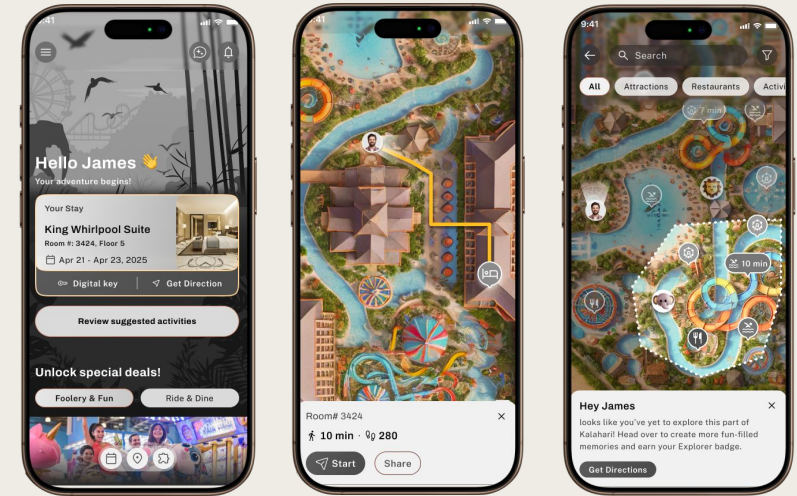 :41
Hello James 👋
Your adventure begins!
Your Stay
King Whirlpool Suite
Room #: 3424, Floor 5
Apr 21 - Apr 23, 2025
Digital key
Get Direction
Review suggested activities
Unlock special deals!
Foolery & Fun
Ride & Dine
:41
Room# 3424
10 min · 280
Start
Share
9:41
Search
All
Attractions
Restaurants
Activi
7 min
10 min
Hey James
looks like you've yet to explore this part of
Kalahari! Head over to create more fun-filled
memories and earn your Explorer badge.
Get Directions